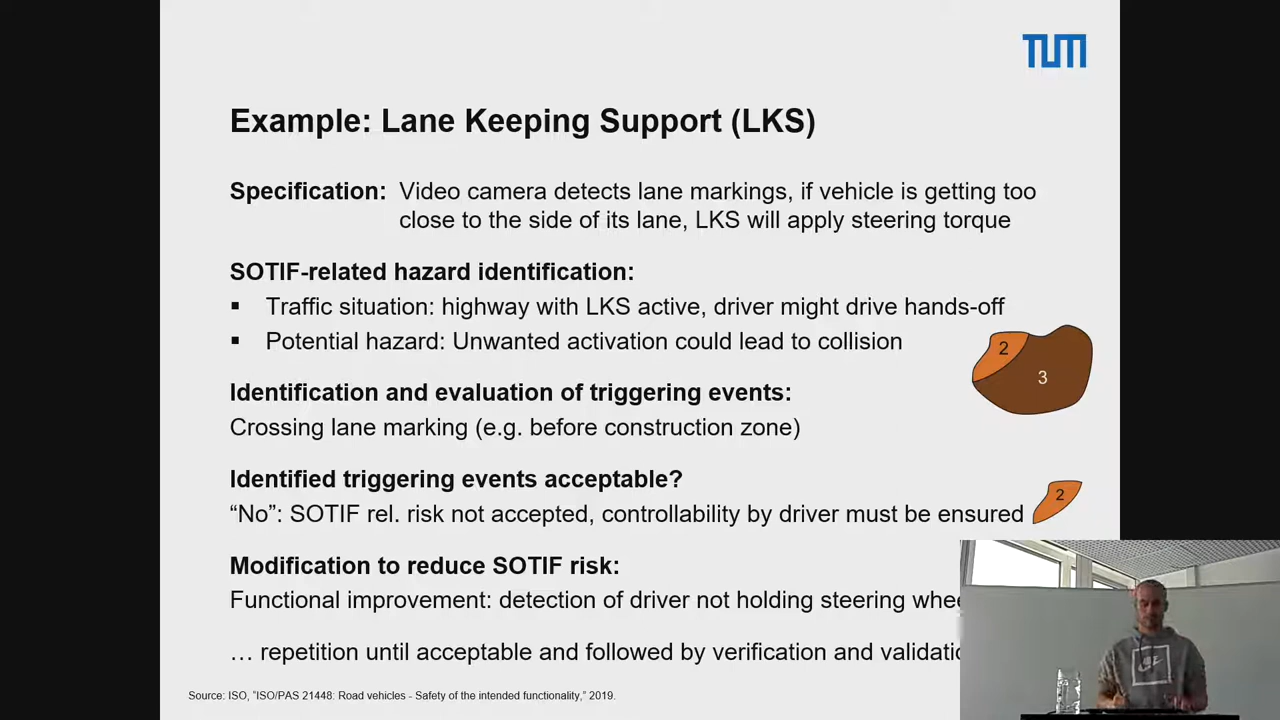 TUM
Example: Lane Keeping Support (LKS)
Specification: Video camera detects lane markings, if vehicle is getting too
close to the side of its lane, LKS will apply steering torque
SOTIF-related hazard identification:
▪ Traffic situation: highway with LKS active, driver might drive hands-off
▪ Potential hazard: Unwanted activation could lead to collision
2
3
Identification and evaluation of triggering events:
Crossing lane marking (e.g. before construction zone)
Identified triggering events acceptable?
“No”: SOTIF rel. risk not accepted, controllability by driver must be ensured
2
Modification to reduce SOTIF risk:
Functional improvement: detection of driver not holding steering whee
… repetition until acceptable and followed by verification and validatio
Source: ISO, “ISO/PAS 21448: Road vehicles - Safety of the intended functionality,” 2019.